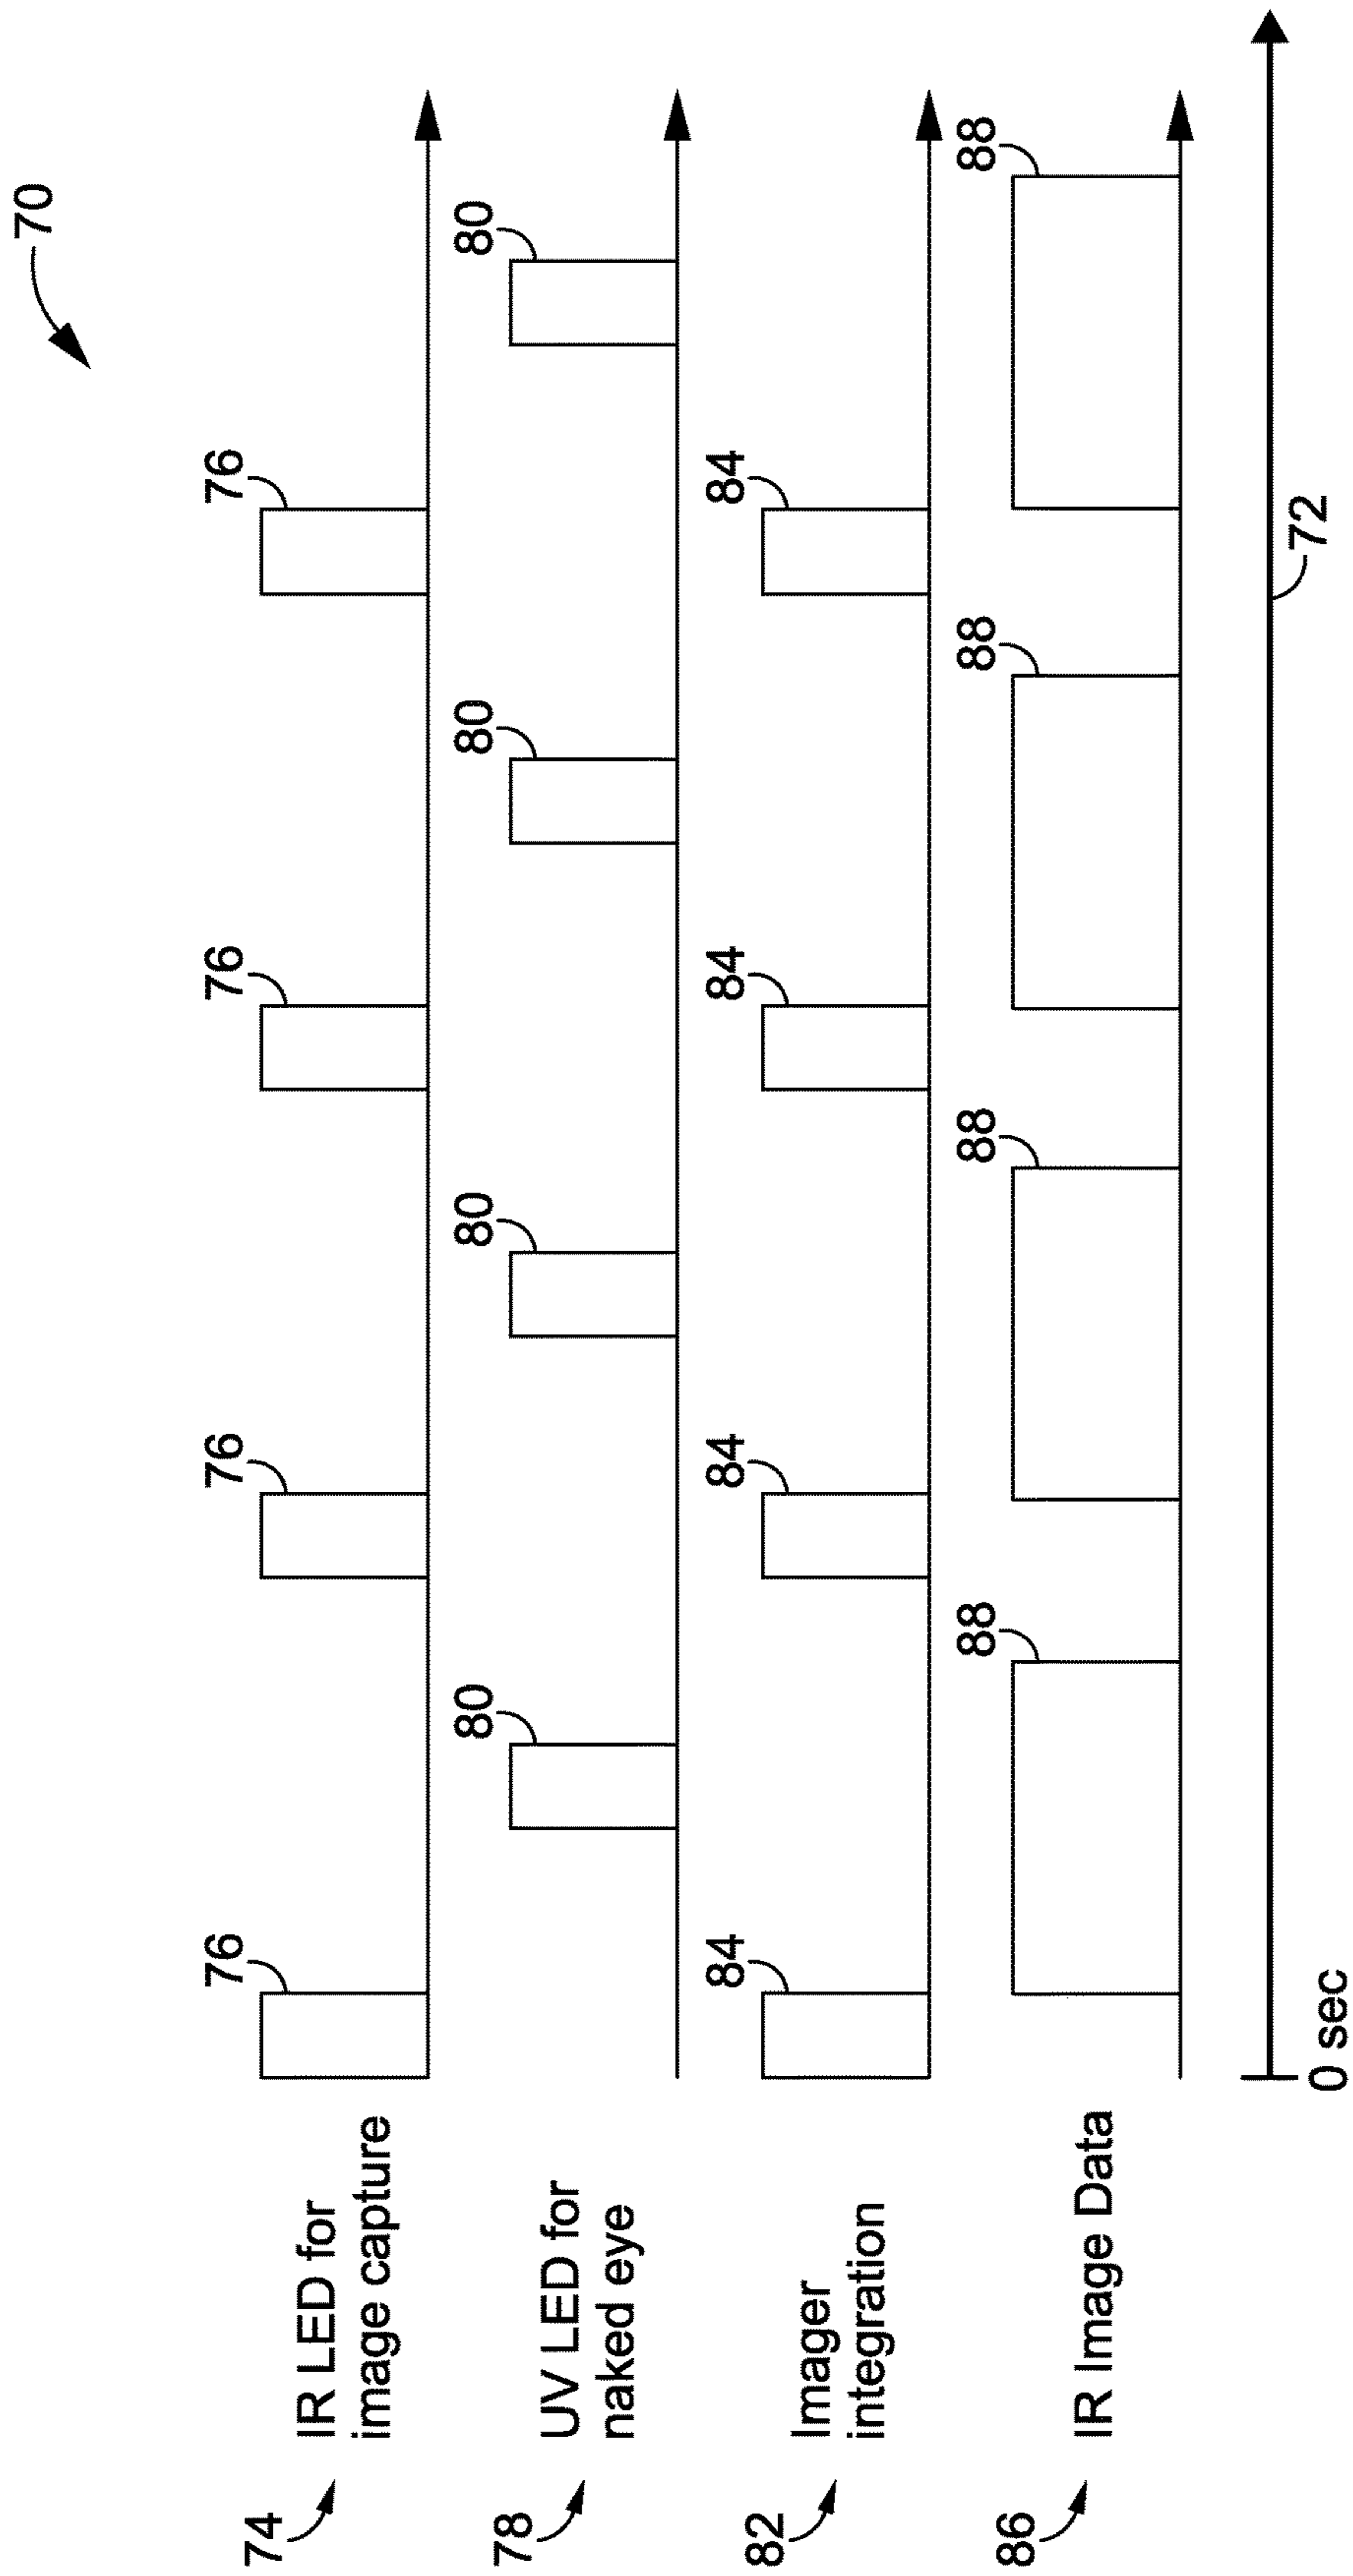 70
74
IR LED for
image capture
76
76
76
76
78
UV LED for
naked eye
80
80
80
80
82
Imager
integration
84
84
84
84
86
IR Image Data
88
88
88
88
0 sec
72